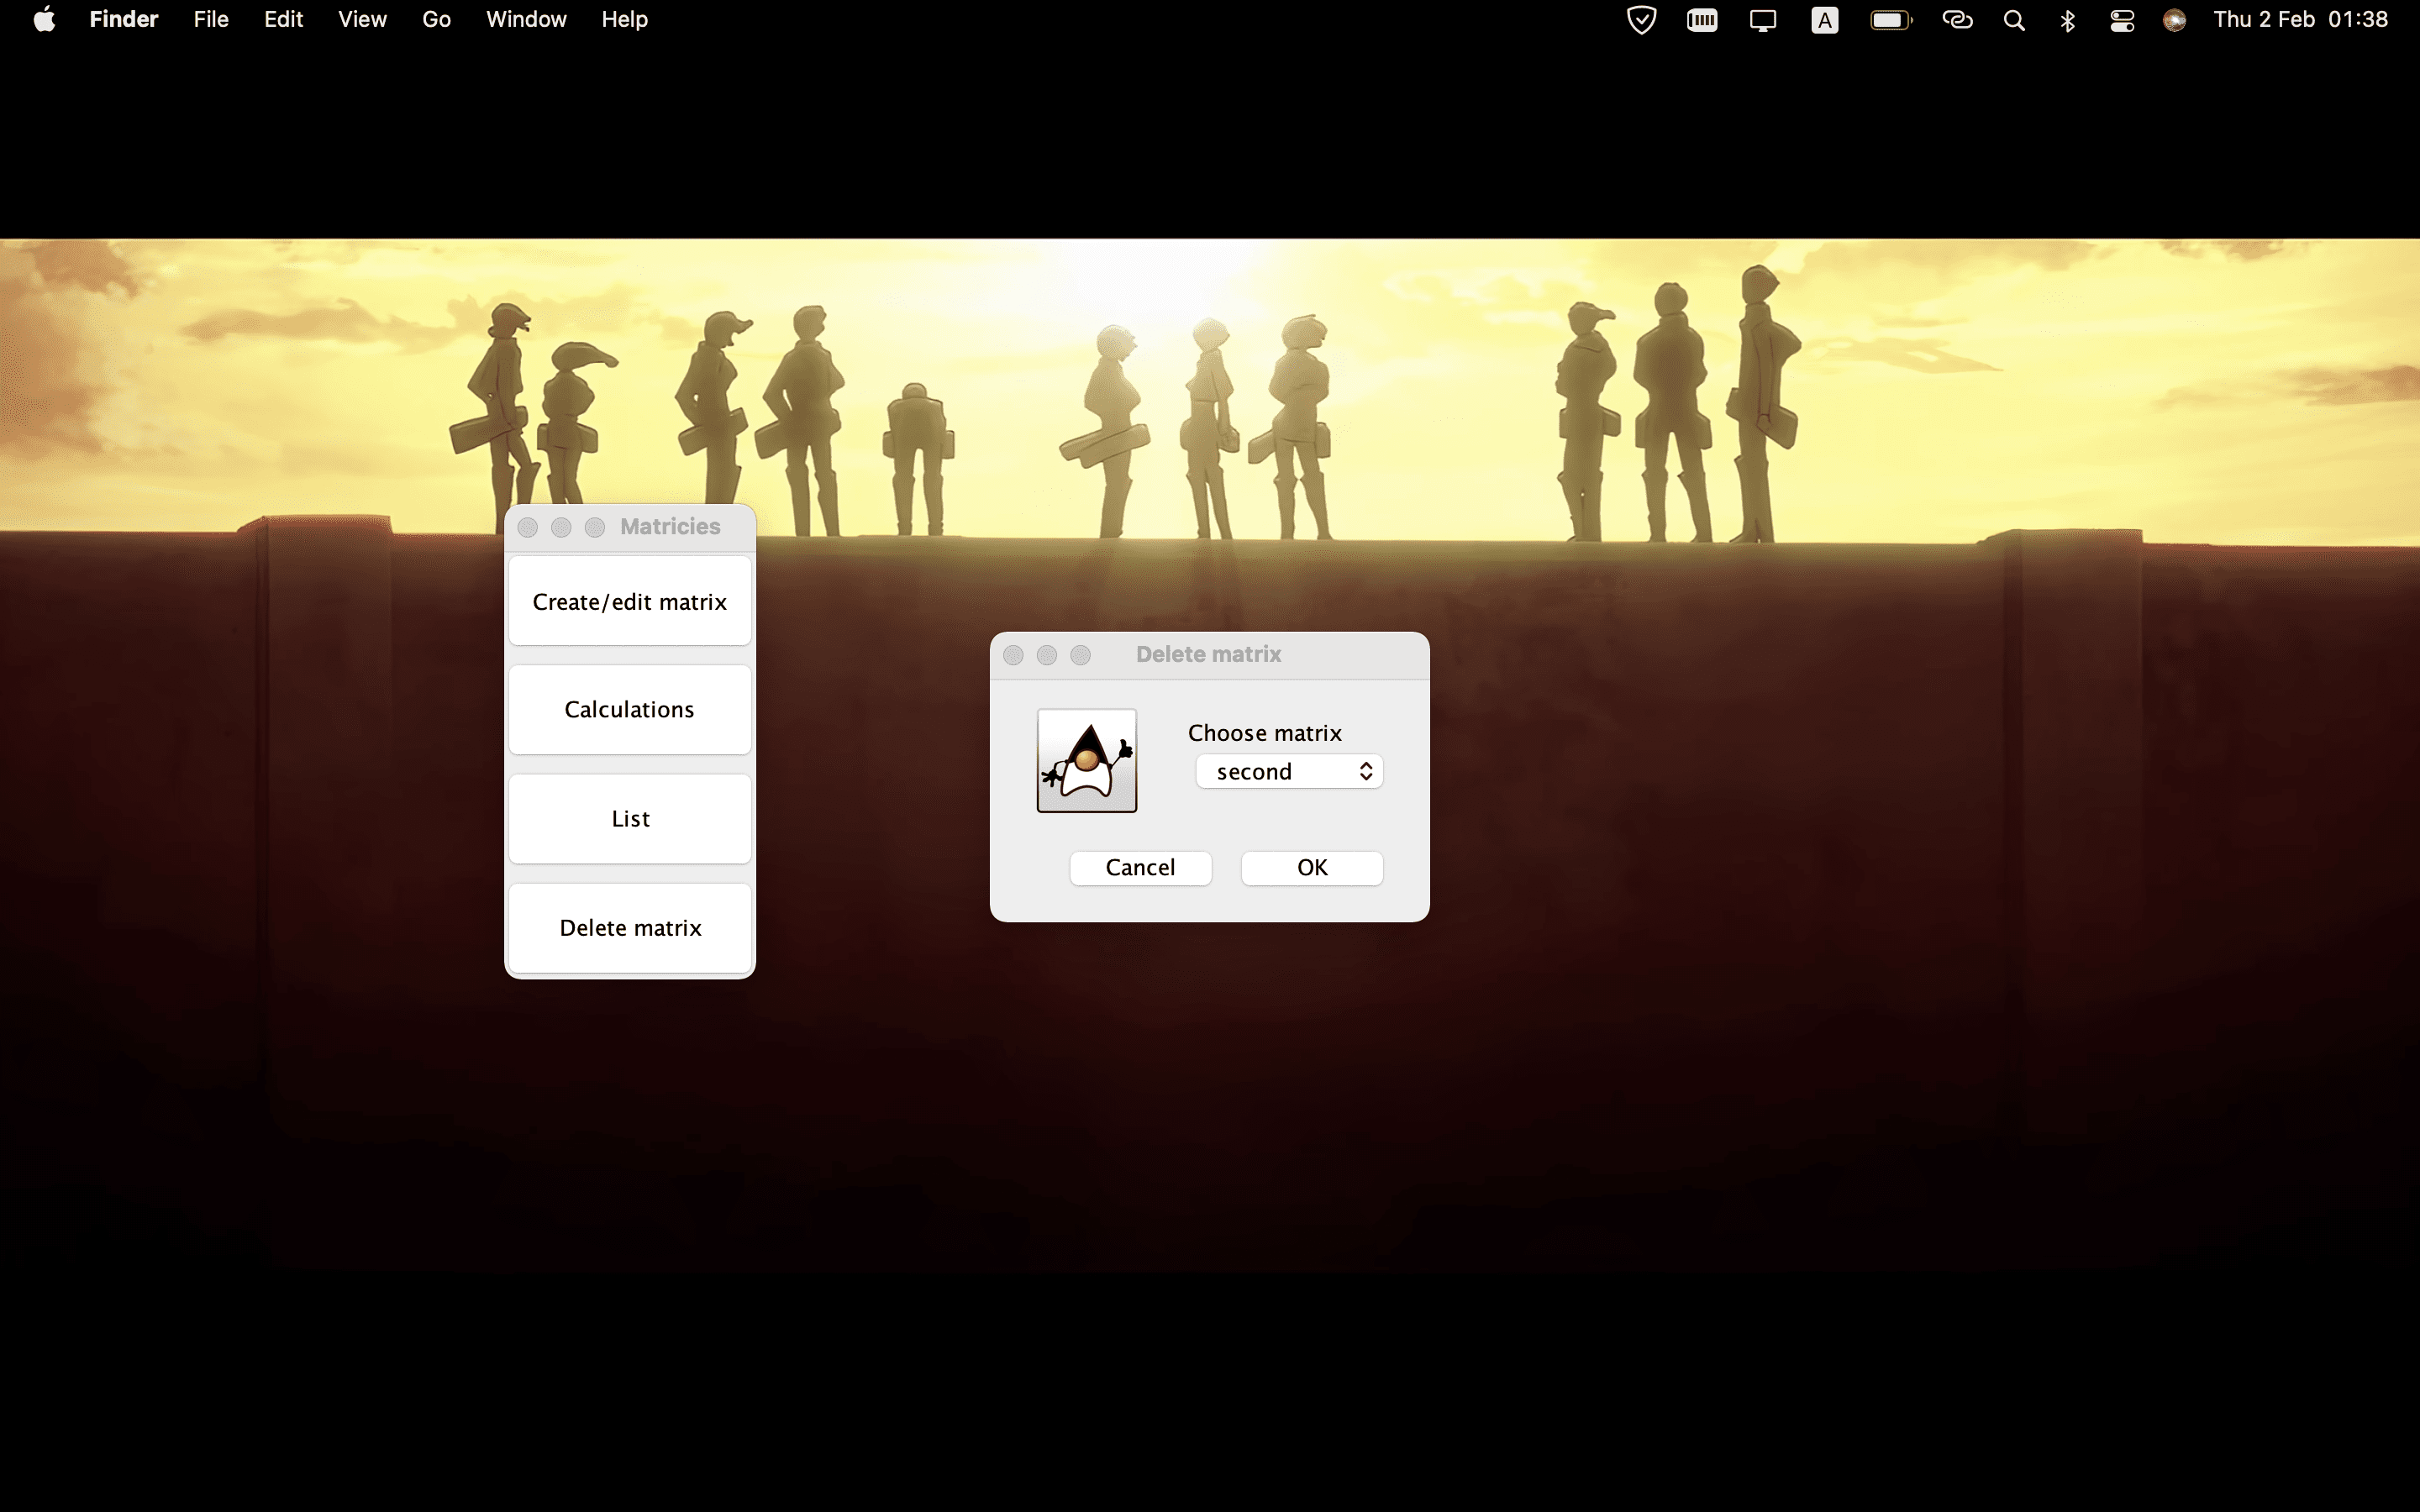 Finder File Edit View Go Window Help A Thu 2 Feb 01:38
Matricies
Create/edit matrix
Calculations
List
Delete matrix
Delete matrix
Choose matrix
second
Cancel OK